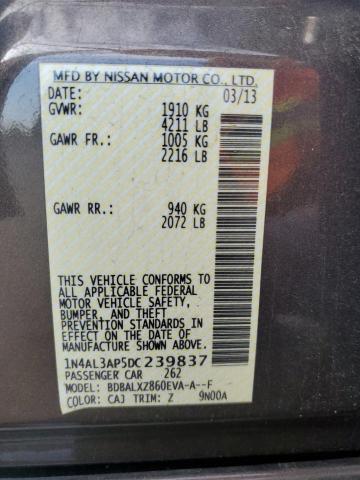 MFD BY NISSAN MOTOR CO., LTD.
DATE: 03/13
GVWR: 1910 KG
4211 LB
GAWR FR.: 1005 KG
2216 LB
GAWR RR.: 940 KG
2072 LB
THIS VEHICLE CONFORMS TO
ALL APPLICABLE FEDERAL
MOTOR VEHICLE SAFETY,
BUMPER, AND THEFT
PREVENTION STANDARDS
IN EFFECT ON THE DATE OF
MANUFACTURE SHOWN ABOVE.
1N4AL3AP5DC239837
PASSENGER CAR 262
MODEL: BDBALXZ860EVA-A--F
COLOR: CAJ TRIM: Z 9N00A